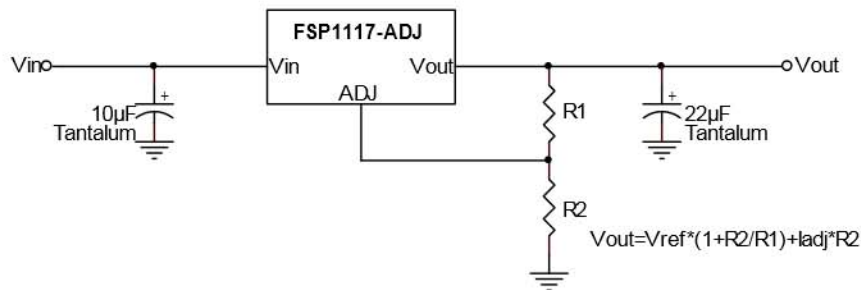 FSP1117-ADJ
Vin
Vin
Vout
Vout
ADJ
10µF
Tantalum
R1
22µF
Tantalum
R2
Vout=Vref*(1+R2/R1)+Iadj*R2